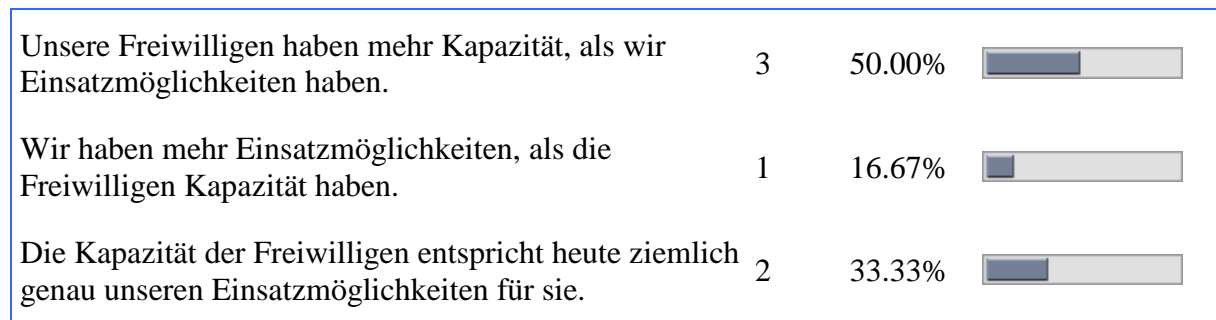 Unsere Freiwilligen haben mehr Kapazität, als wir
Einsatzmöglichkeiten haben.
3 50.00%
Wir haben mehr Einsatzmöglichkeiten, als die
Freiwilligen Kapazität haben.
1 16.67%
Die Kapazität der Freiwilligen entspricht heute ziemlich
genau unseren Einsatzmöglichkeiten für sie.
2 33.33%